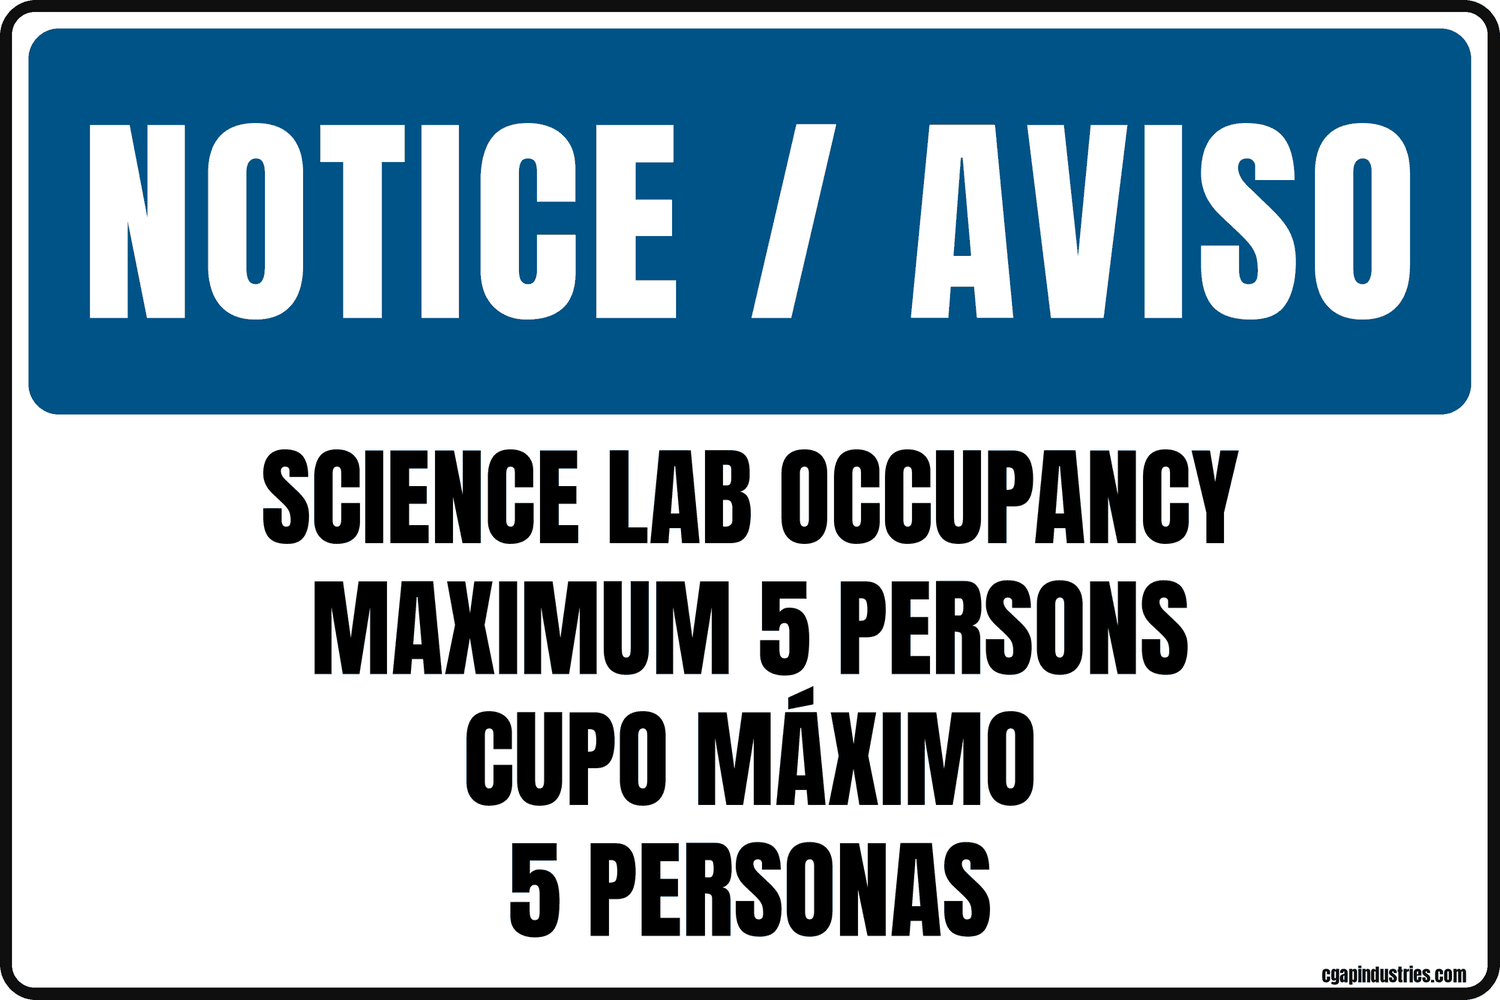 NOTICE / AVISO
SCIENCE LAB OCCUPANCY
MAXIMUM 5 PERSONS
CUPO MÁXIMO
5 PERSONAS
cgapindustries.com